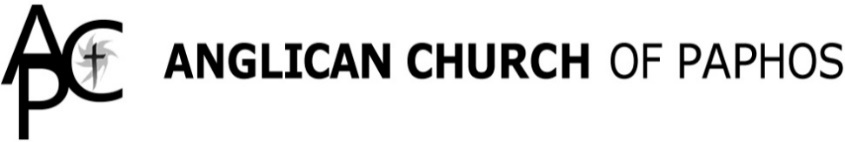 APC ANGLICAN CHURCH OF PAPHOS